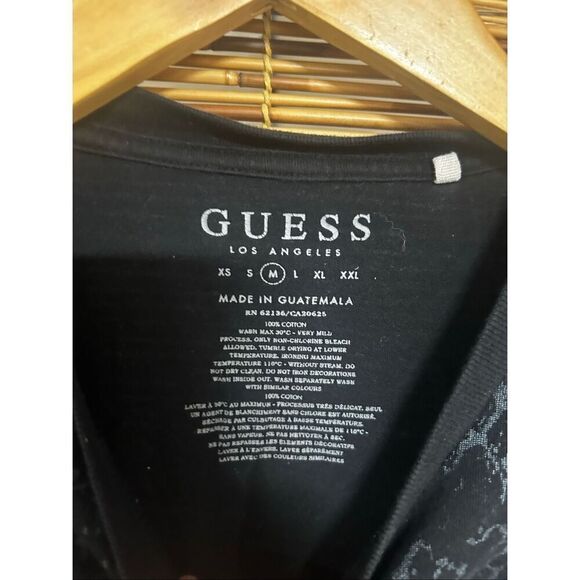 GUESS
LOS ANGELES
XS S M L XL XXL
MADE IN GUATEMALA
RN 62136/CA20625
100% COTTON
WASH MAX 30°C - VERY MILD
PROCESS, ONLY NON-CHLORINE BLEACH
ALLOWED, TUMBLE DRYING AT LOWER
TEMPERATURE, IRONING MAXIMUM
TEMPERATURE 110°C - WITHOUT STEAM. DO
NOT DRY CLEAN. DO NOT IRON DECORATIONS
WASH INSIDE OUT. WASH SEPARATELY WASH
WITH SIMILAR COLOURS
100% COTON
LAVER À 30°C AU MAXIMUM - PROCESSUS TRÈS DÉLICAT. SEUL
UN AGENT DE BLANCHIMENT SANS CHLORE EST AUTORISÉ.
SÉCHAGE PAR CULBUTAGE À BASSE TEMPÉRATURE.
REPASSER À UNE TEMPÉRATURE MAXIMALE DE 110°C -
SANS VAPEUR. NE PAS NETTOYER À SEC.
NE PAS REPASSER LES ÉLÉMENTS DÉCORATIFS
LAVER À L'ENVERS. LAVER SÉPARÉMENT
LAVER AVEC DES COULEURS SIMILAIRES